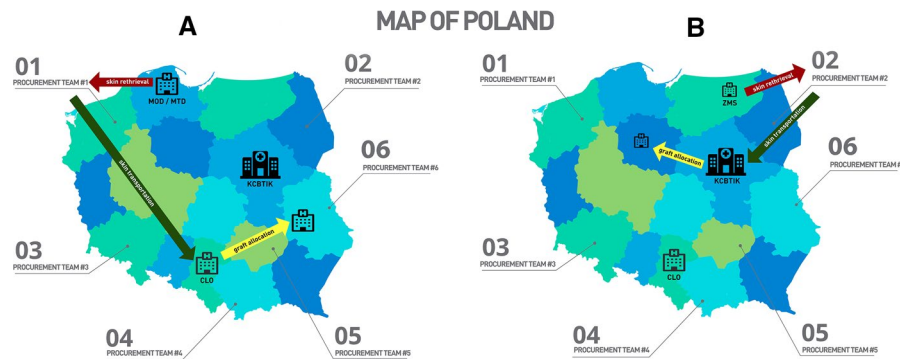 MAP OF POLAND
A
01
PROCUREMENT TEAM #1
skin rethrieval
MOD / MTD
02
PROCUREMENT TEAM #2
skin transportation
KCBTIK
06
PROCUREMENT TEAM #6
graft allocation
03
PROCUREMENT TEAM #3
CLO
04
PROCUREMENT TEAM #4
05
PROCUREMENT TEAM #5
B
01
PROCUREMENT TEAM #1
ZMS
skin rethrieval
02
PROCUREMENT TEAM #2
skin transportation
graft allocation
KCBTIK
06
PROCUREMENT TEAM #
03
PROCUREMENT TEAM #3
CLO
04
PROCUREMENT TEAM #4
05
PROCUREMENT TEAM #5